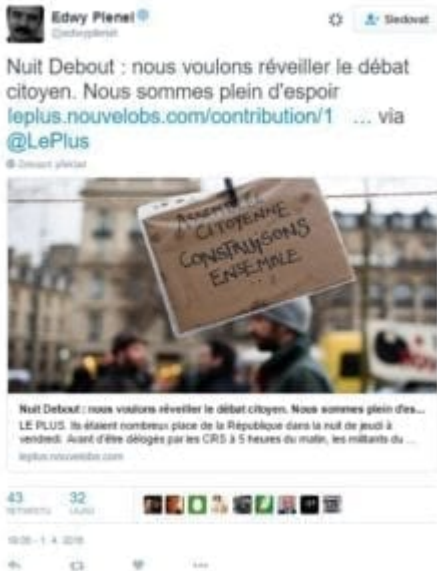 Edwy Plenel
@edwyplenel
Sledovat
Nuit Debout : nous voulons réveiller le débat
citoyen. Nous sommes plein d'espoir
leplus.nouvelobs.com/contribution/1 ... via
@LePlus
ASSEMBLÉE
CITOYENNE
CONSTRUISONS
ENSEMBLE
Nuit Debout : nous voulons réveiller le débat citoyen. Nous sommes plein d'es...
LE PLUS. Ils étaient nombreux place de la République dans la nuit de jeudi à
vendredi. Avant d'être délogés par les CRS à 5 heures du matin, les militants du ...
leplus.nouvelobs.com
43 32
RETWEETS